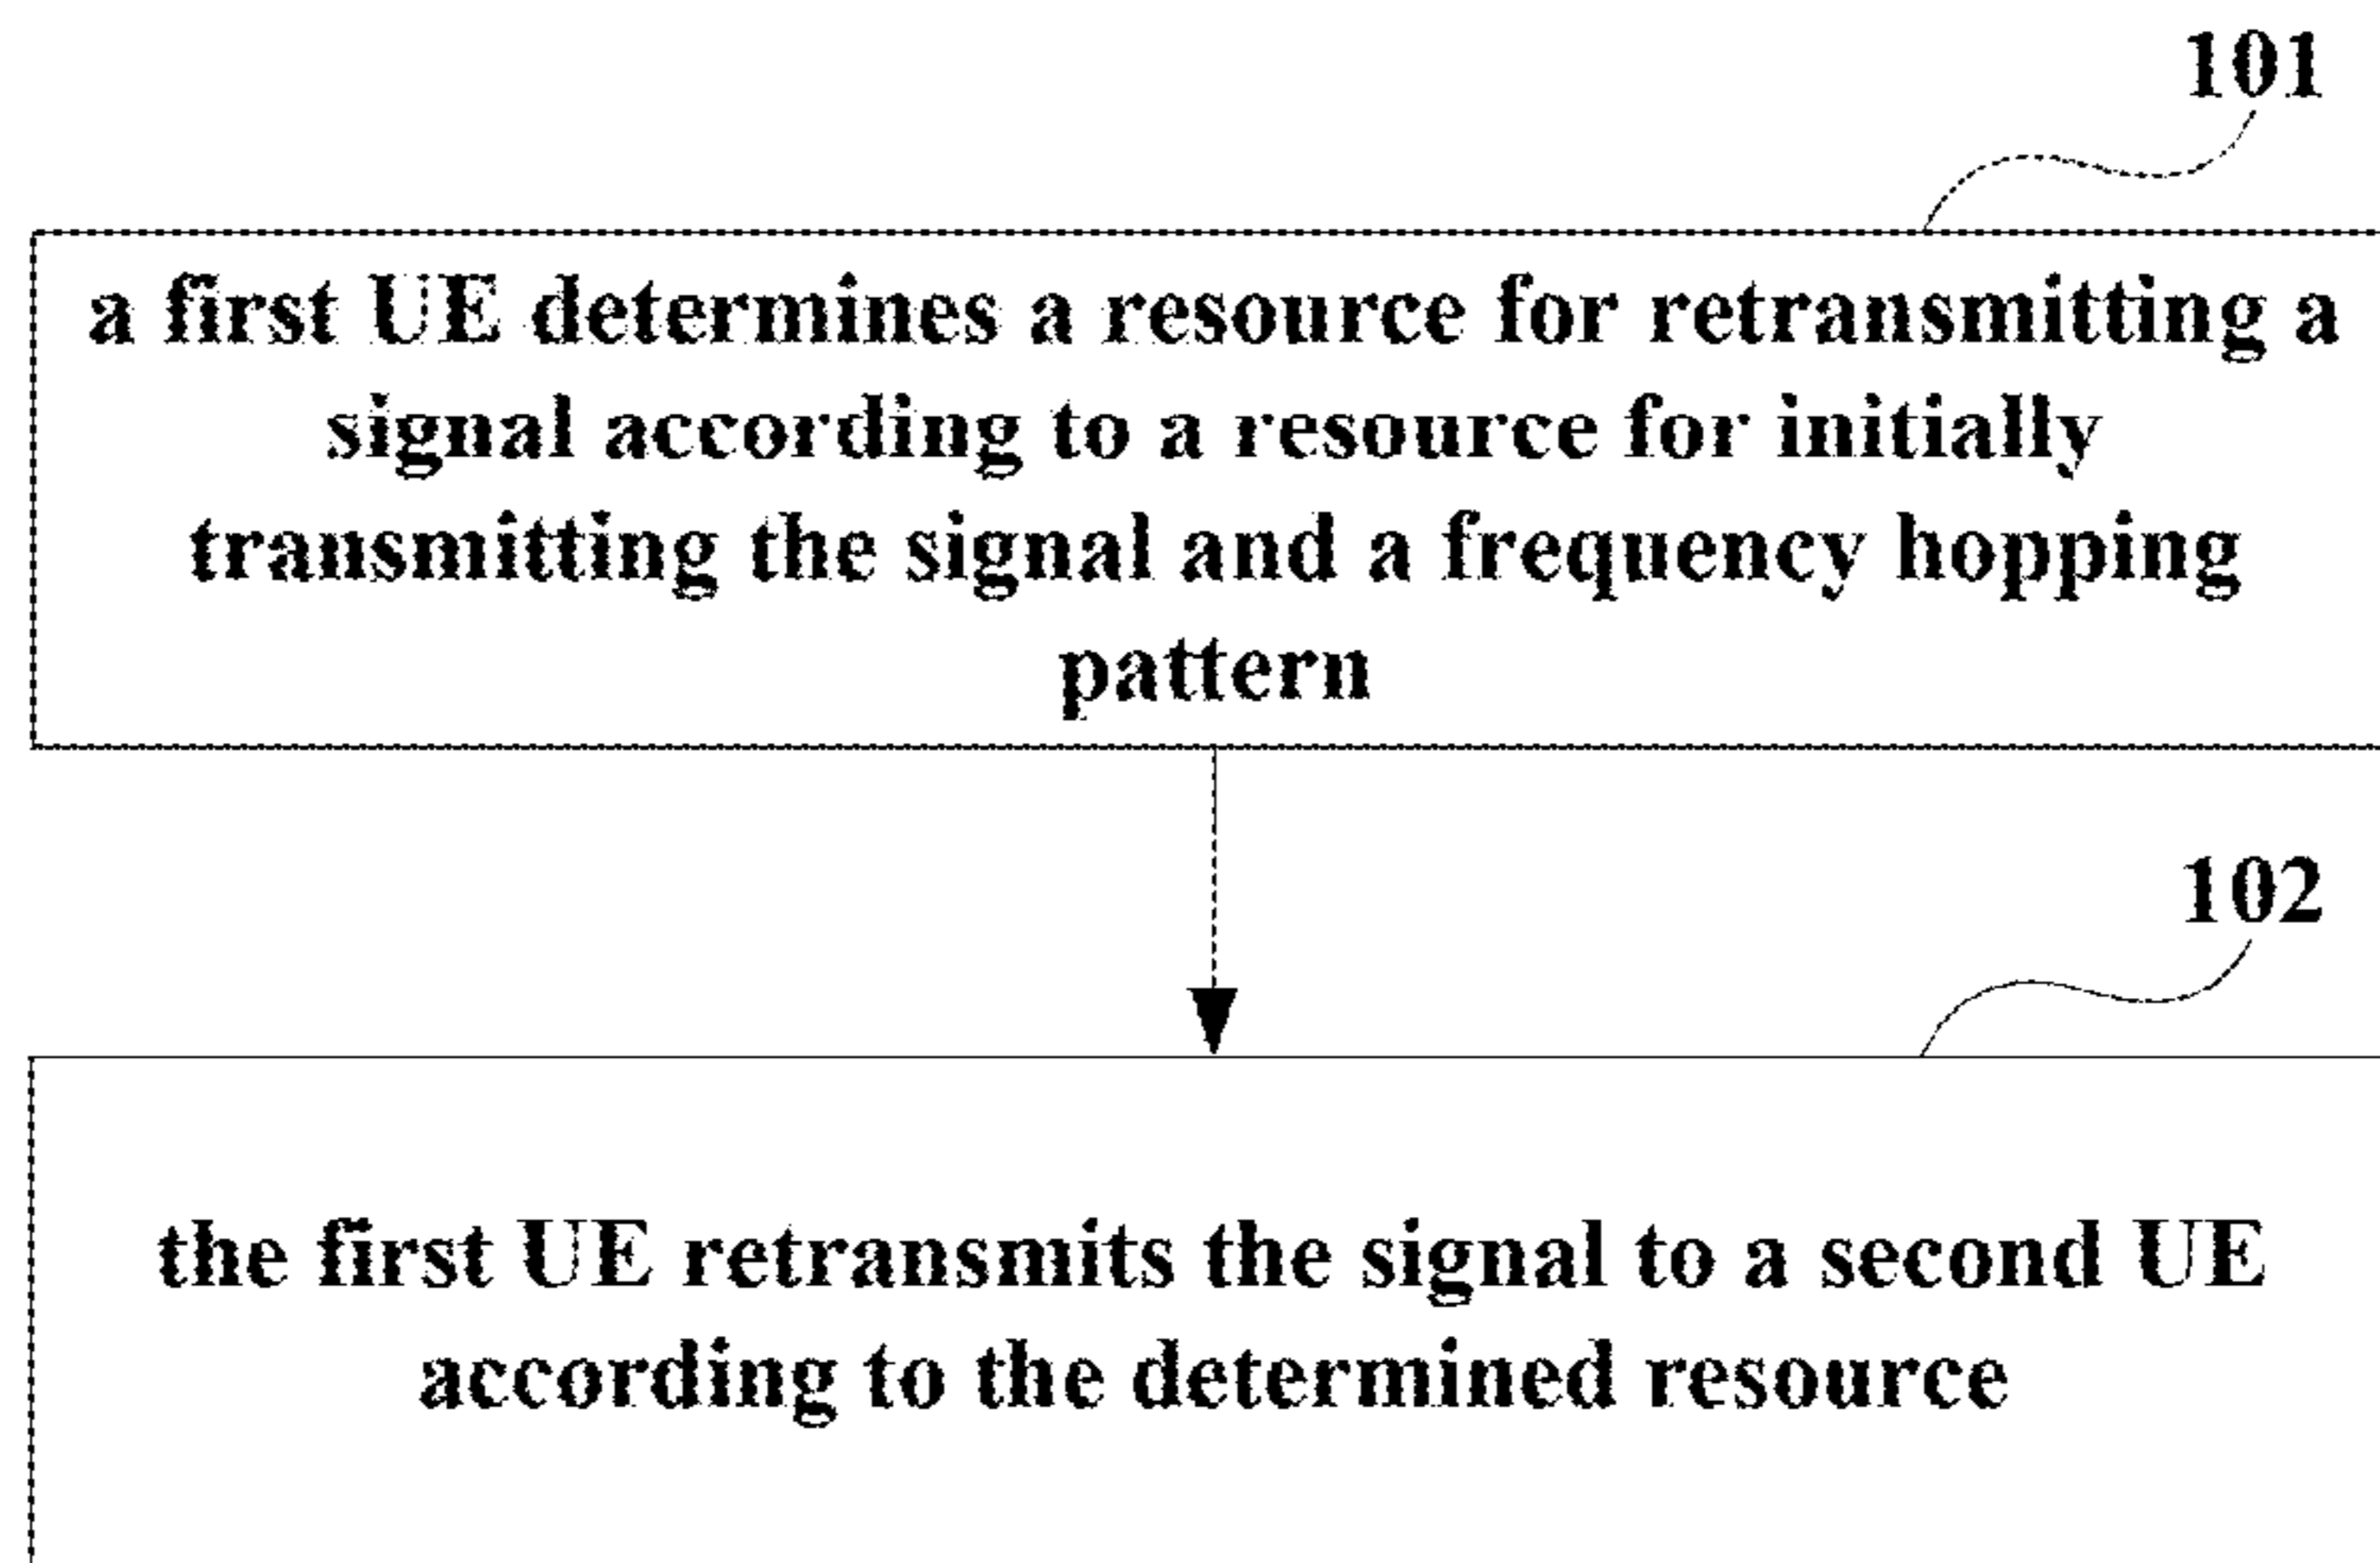 101
a first UE determines a resource for retransmitting a
signal according to a resource for initially
transmitting the signal and a frequency hopping
pattern
102
the first UE retransmits the signal to a second UE
according to the determined resource